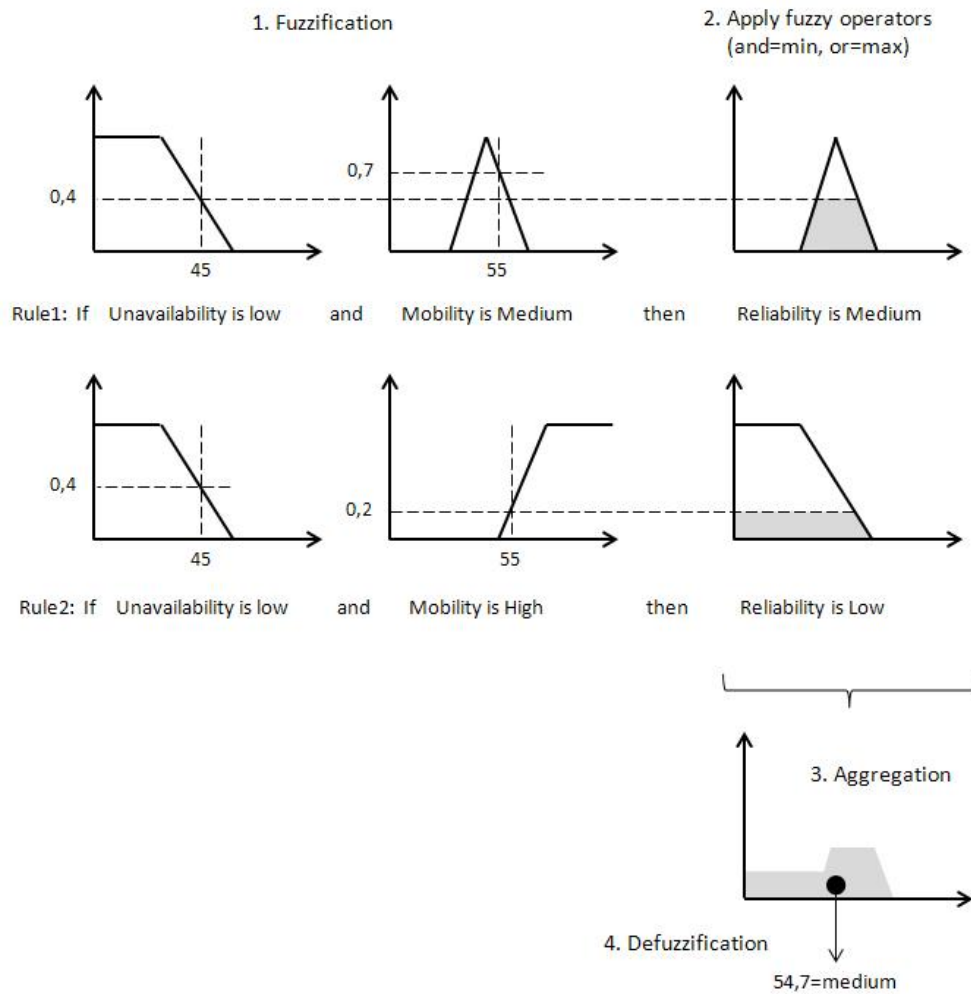 1. Fuzzification
2. Apply fuzzy operators
(and=min, or=max)
0,4
0,7
45
55
Rule1: If Unavailability is low and Mobility is Medium then Reliability is Medium
0,4
0,2
45
55
Rule2: If Unavailability is low and Mobility is High then Reliability is Low
3. Aggregation
4. Defuzzification
54,7=medium